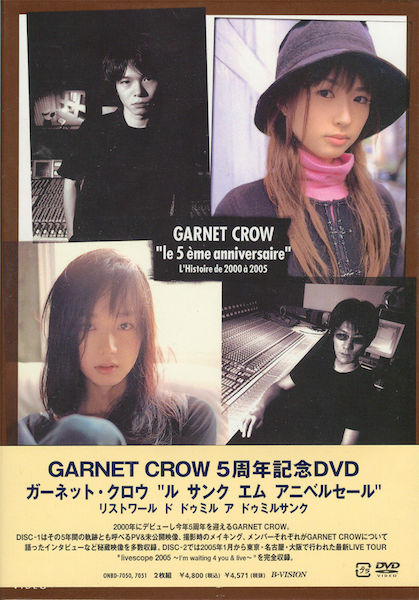 GARNET CROW
"le 5 ème anniversaire"
L'Histoire de 2000 à 2005
GARNET CROW 5周年記念DVD
ガーネット・クロウ "ル サンク エム アニベルセール"
リストワール ド ドゥミル ア ドゥミルサンク
2000年にデビューし今年5周年を迎えるGARNET CROW。
DISC-1はその5年間の軌跡とも呼べるPV&未公開映像、撮影時のメイキング、メンバーそれぞれがGARNET CROWについて
語ったインタビューなど秘蔵映像を多数収録。DISC-2では2005年1月から東京・名古屋・大阪で行われた最新LIVE TOUR
"livescope 2005 ~I'm waiting 4 you & live~" を完全収録。
ONBD-7050, 7051 2枚組 ¥4,800(税込) ¥4,571(税抜) B-VISION
DVD
VIDEO